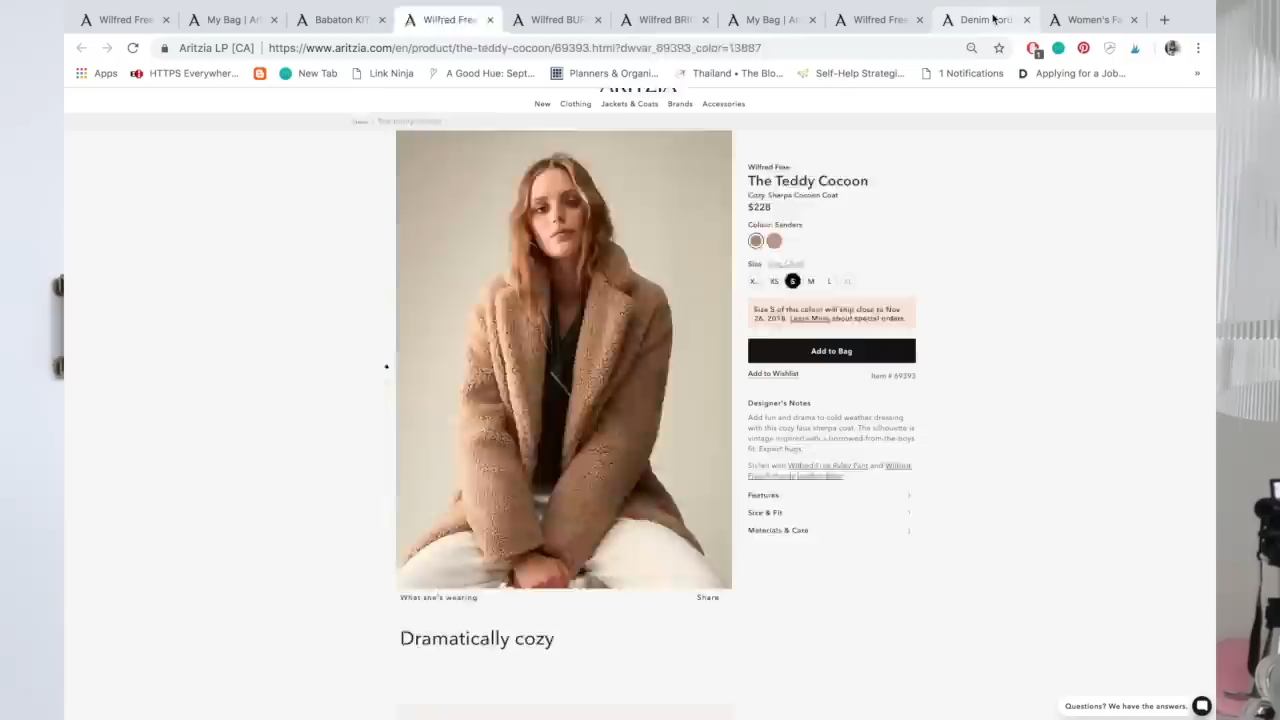 Wilfred Free
My Bag | Ari
Babaton KIT
Wilfred Free
Wilfred BUF
Wilfred BRI
My Bag | A
Wilfred Free
Denim Foru
Women's Fa
Aritzia LP [CA] | https://www.aritzia.com/en/product/the-teddy-cocoon/69393.html?dwvar_69393_color=13887
1
Apps
HTTPS Everywher...
New Tab
Link Ninja
A Good Hue: Sept...
Planners & Organi...
Thailand • The Blo...
Self-Help Strategi...
1 Notifications
Applying for a Job...
»
ARITZIA
New Clothing Jackets & Coats Brands Accessories
Wilfred Free
The Teddy Cocoon
Cozy Sherpa Cocoon Coat
$228
Colour: Sanders
Size
XS S M L XL
Size S of this colour will ship close to Nov
26, 2018. Learn More about special orders.
Add to Bag
Add to Wishlist
Item # 69393
Designer's Notes
Add fun and drama to cold weather dressing
with this cozy faux sherpa coat. The silhouette is
vintage inspired with a borrowed-from-the-boys
fit. Expect hugs.
Features
Size & Fit
Materials & Care
What she's wearing
Share
Dramatically cozy
Questions? We have the answers.